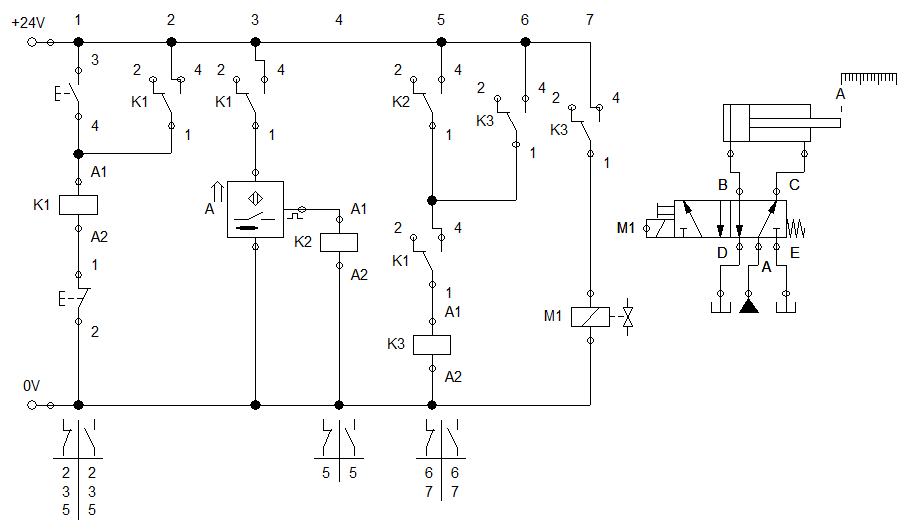 +24V 1 2 3 4 5 6 7
3 2 4 2 4 2 4 A
K1 K1 K2 2 4 2 4
4 1 1 1 K3 K3
1 1
A1 B C
K1 A A1 4 M1
A2 K2 2 D A E
1 A2 K1
1
A1
M1
2 K3
A2
0V
2 2 5 5 6 6
3 3 7 7
5 5